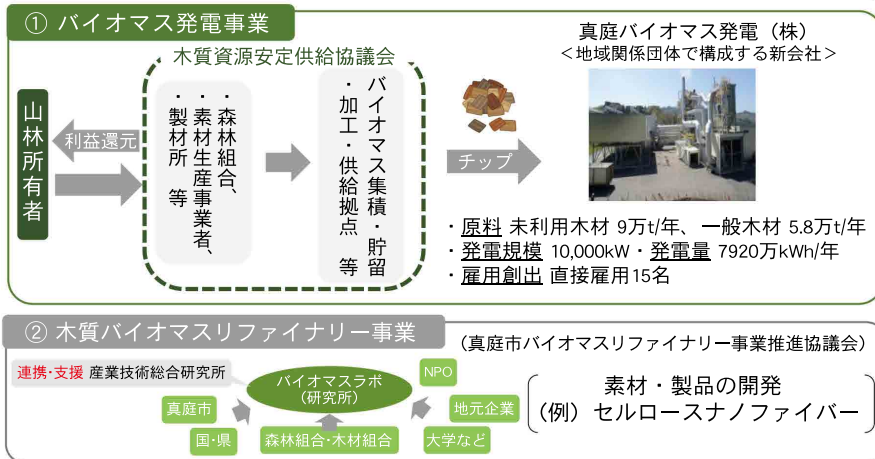 ① バイオマス発電事業
木質資源安定供給協議会
山林所有者
利益還元
・森林組合、
・素材生産事業者、
・製材所 等
バイオマス集積・貯留
・加工・供給拠点 等
チップ
真庭バイオマス発電（株）
＜地域関係団体で構成する新会社＞
・原料 未利用木材 9万t/年、一般木材 5.8万t/年
・発電規模 10,000kW・発電量 7920万kWh/年
・雇用創出 直接雇用15名
② 木質バイオマスリファイナリー事業
（真庭市バイオマスリファイナリー事業推進協議会）
連携・支援 産業技術総合研究所
バイオマスラボ
（研究所）
NPO
真庭市
地元企業
国・県
森林組合・木材組合
大学など
素材・製品の開発
（例）セルロースナノファイバー